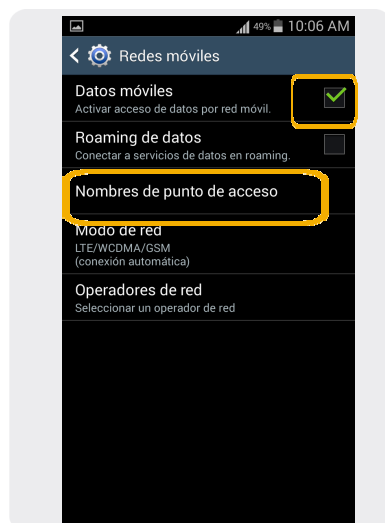 49% 10:06 AM
Redes móviles
Datos móviles
Activar acceso de datos por red móvil.
Roaming de datos
Conectar a servicios de datos en roaming.
Nombres de punto de acceso
Modo de red
LTE/WCDMA/GSM
(conexión automática)
Operadores de red
Seleccionar un operador de red